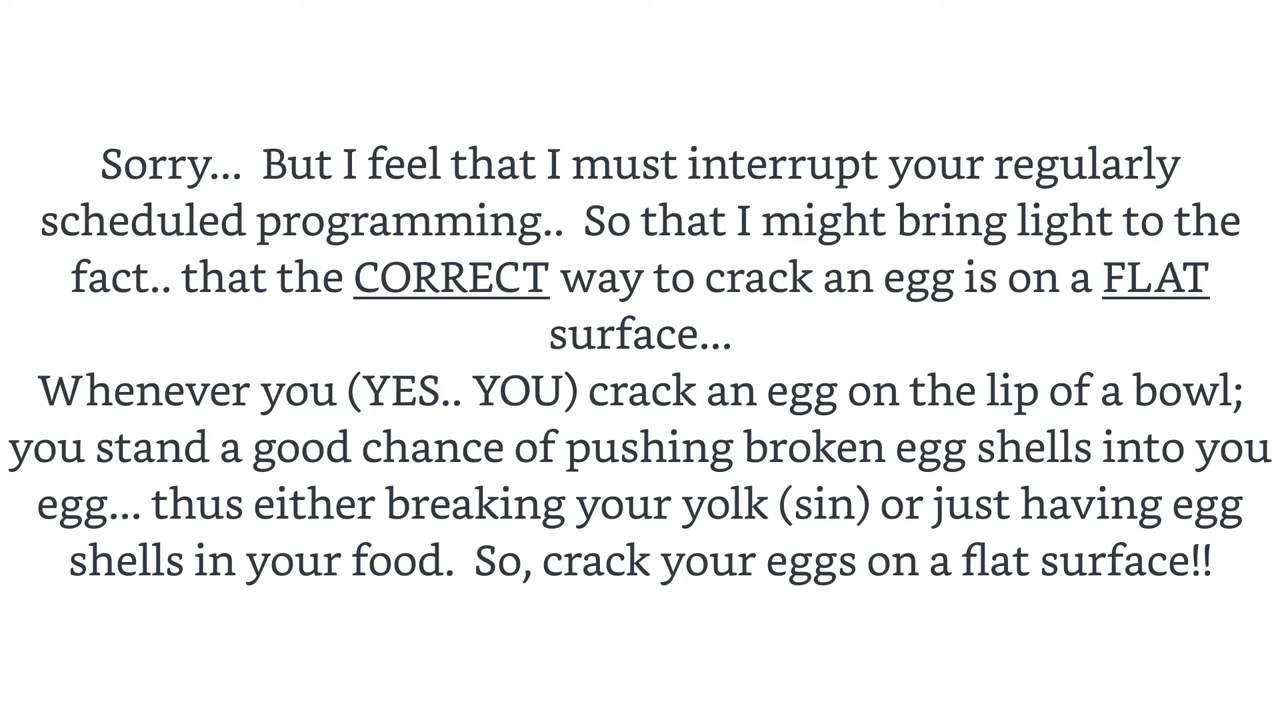 Sorry...  But I feel that I must interrupt your regularly
scheduled programming..  So that I might bring light to the
fact.. that the CORRECT way to crack an egg is on a FLAT
surface...
Whenever you (YES.. YOU) crack an egg on the lip of a bowl;
you stand a good chance of pushing broken egg shells into you
egg... thus either breaking your yolk (sin) or just having egg
shells in your food.  So, crack your eggs on a flat surface!!